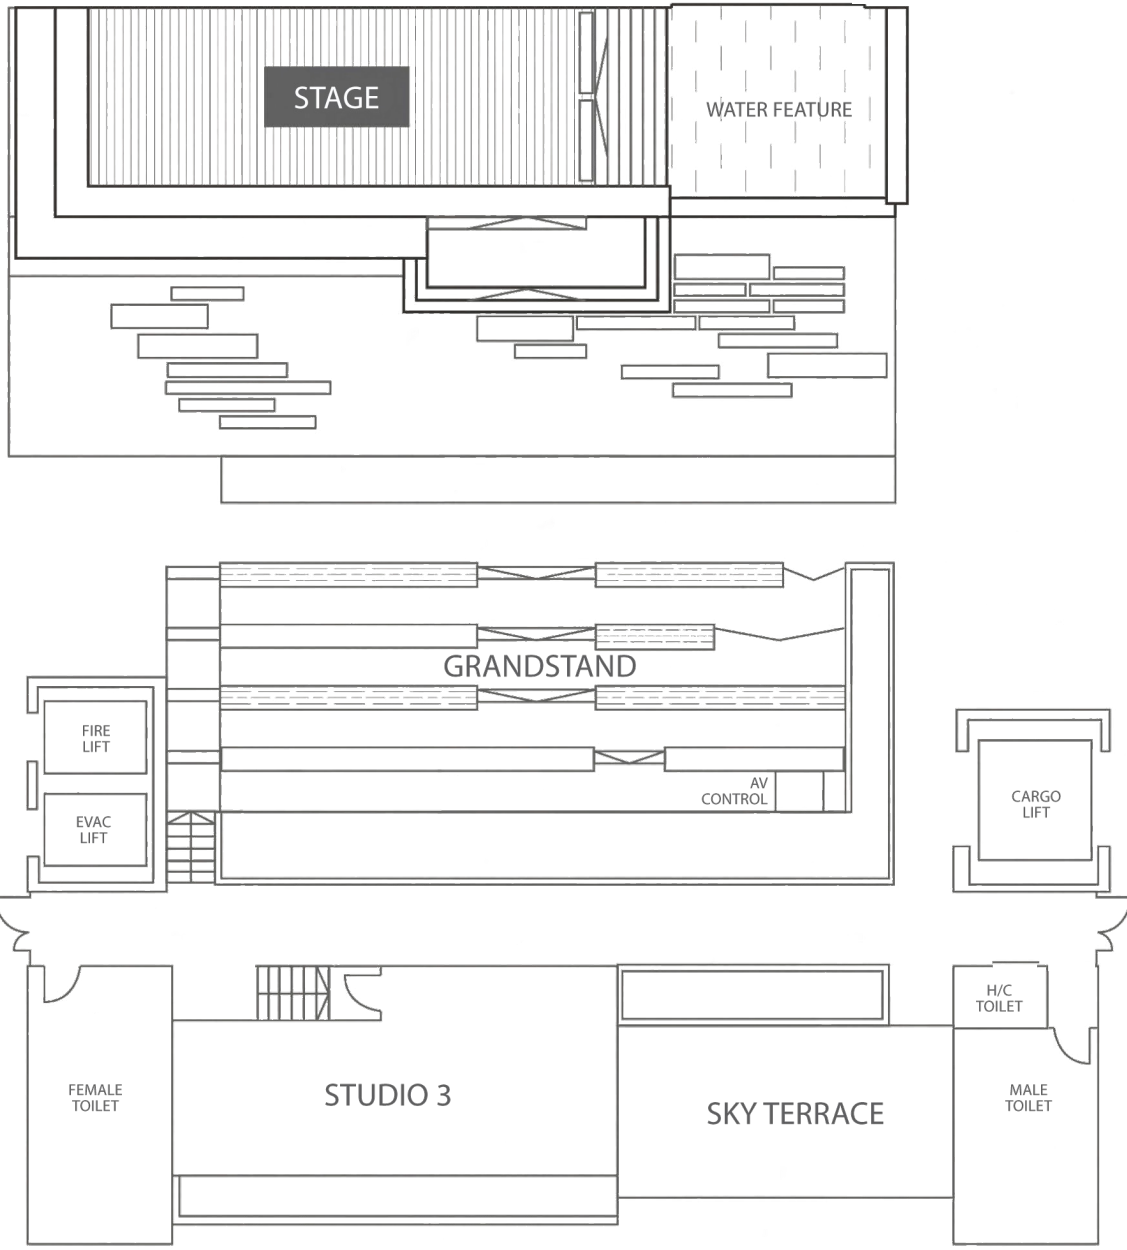 STAGE
WATER FEATURE
GRANDSTAND
FIRE
LIFT
EVAC
LIFT
AV
CONTROL
CARGO
LIFT
H/C
TOILET
FEMALE
TOILET
STUDIO 3
SKY TERRACE
MALE
TOILET